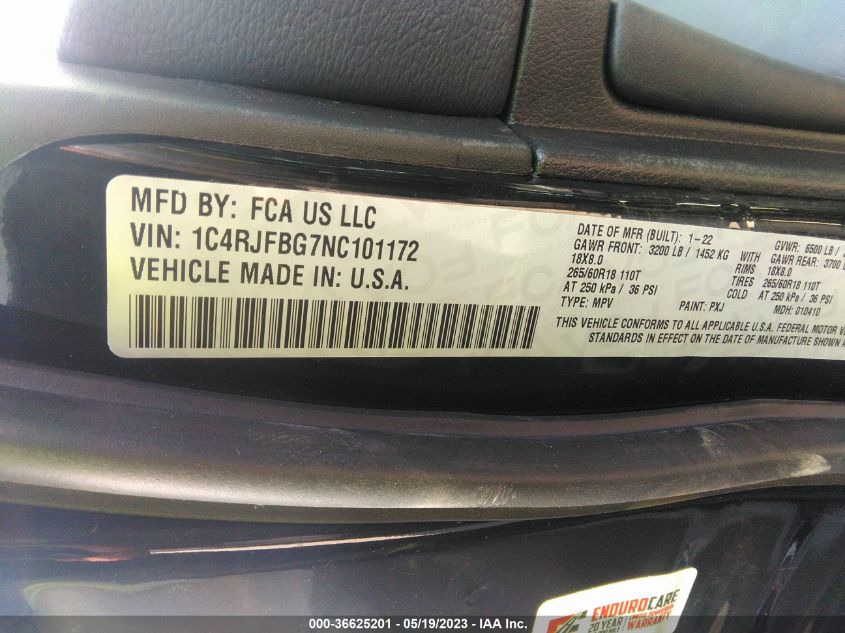 MFD BY: FCA US LLC
VIN: 1C4RJFBG7NC101172
VEHICLE MADE IN: U.S.A.
DATE OF MFR (BUILT): 1-22 GVWR: 6500 LB /
GAWR FRONT: 3200 LB / 1452 KG WITH GAWR REAR: 3700
18X8.0 RIMS 18X8.0
265/60R18 110T TIRES 265/60R18 110T
AT 250 kPa / 36 PSI COLD AT 250 kPa / 36 PSI
TYPE: MPV PAINT: PXJ MDH: 010410
THIS VEHICLE CONFORMS TO ALL APPLICABLE U.S.A. FEDERAL MOTOR
STANDARDS IN EFFECT ON THE DATE OF MANUFACTURE SHOWN
ENDUROCARE
20 YEAR
WARRANTY
000-36625201 - 05/19/2023 - IAA Inc.